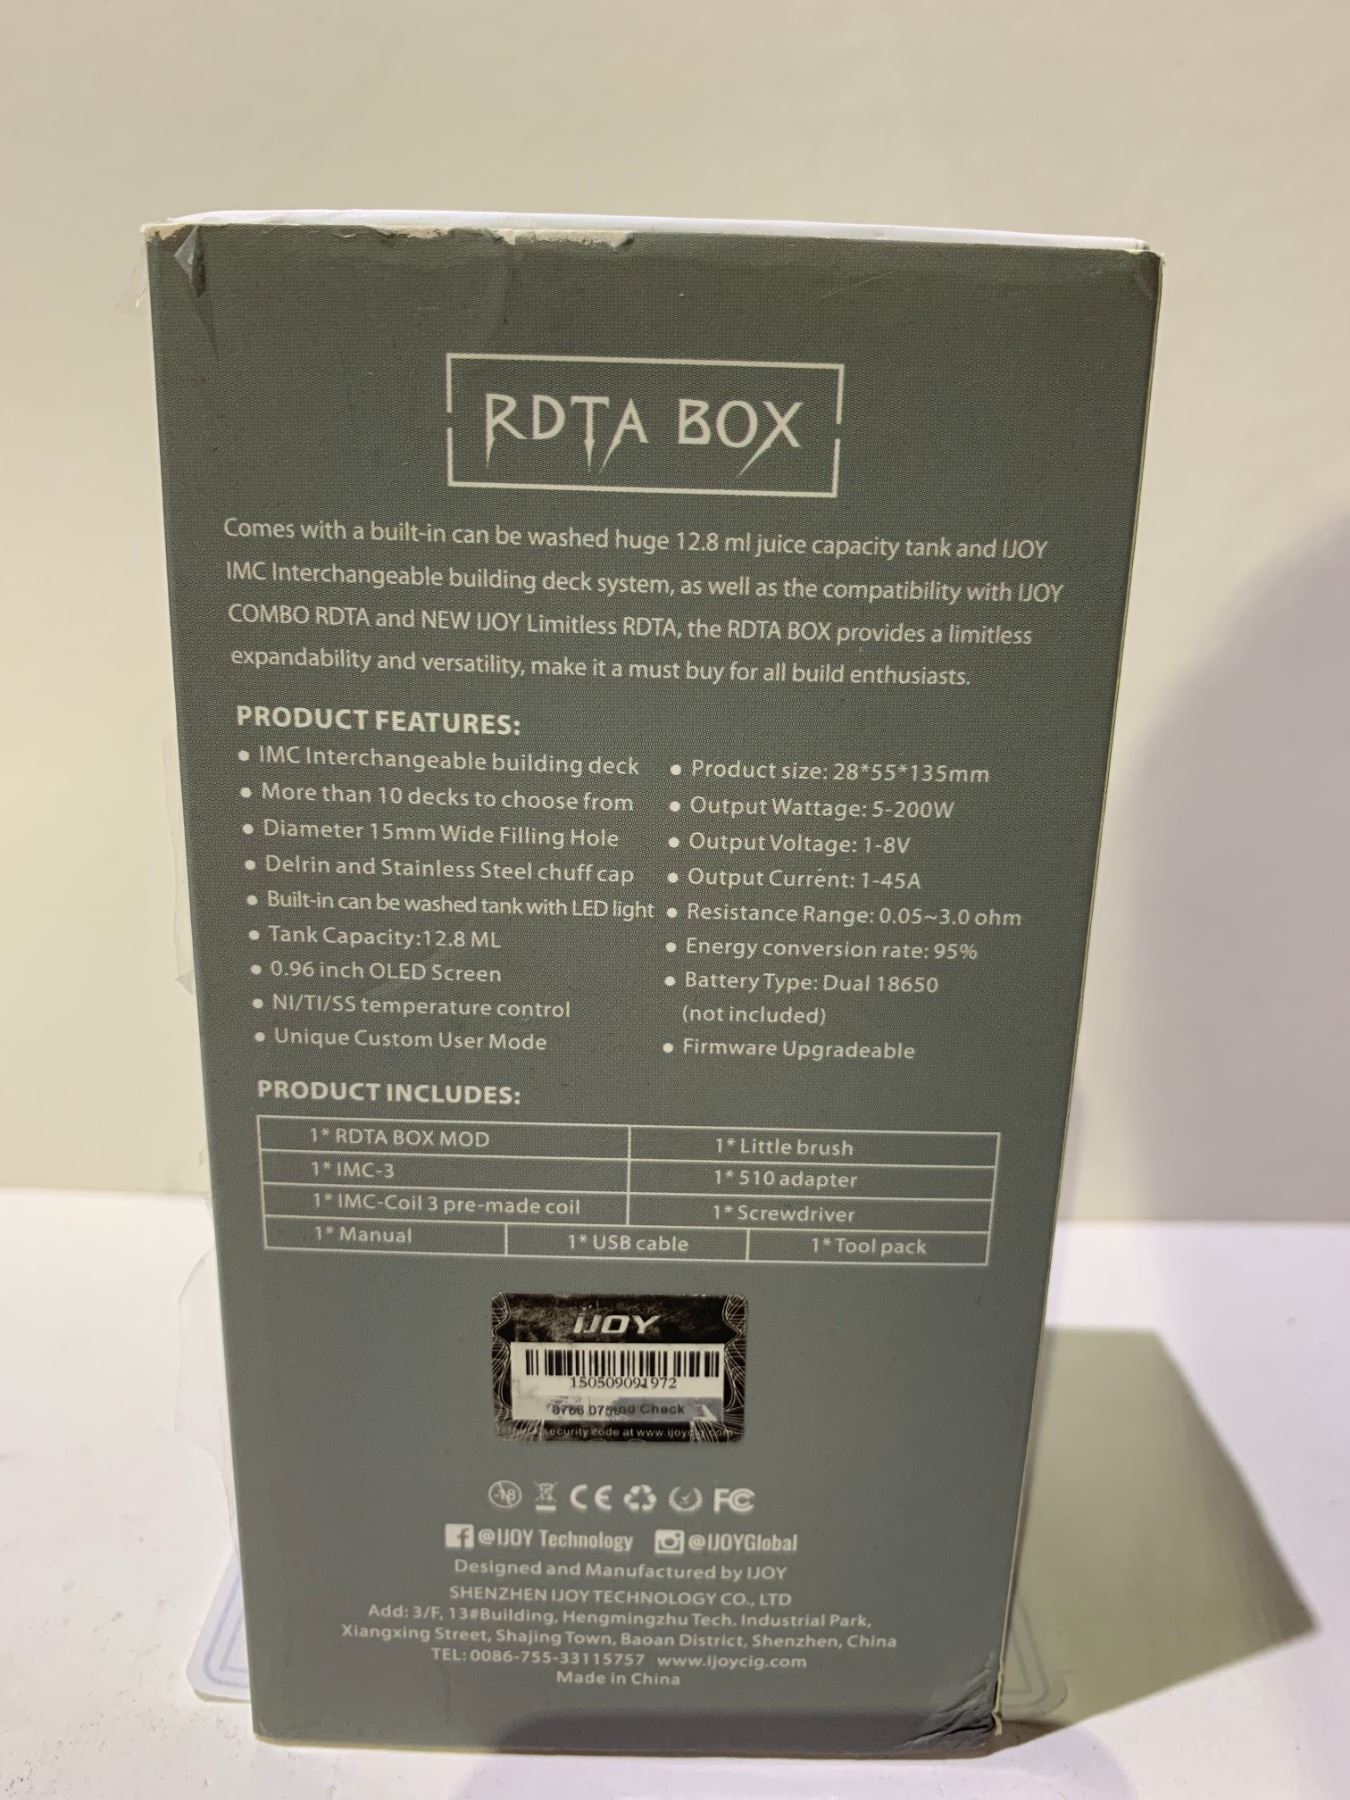 RDTA BOX
Comes with a built-in can be washed huge 12.8 ml juice capacity tank and IJOY
IMC Interchangeable building deck system, as well as the compatibility with IJOY
COMBO RDTA and NEW IJOY Limitless RDTA, the RDTA BOX provides a limitless
expandability and versatility, make it a must buy for all build enthusiasts.
PRODUCT FEATURES:
● IMC Interchangeable building deck
● More than 10 decks to choose from
● Diameter 15mm Wide Filling Hole
● Delrin and Stainless Steel chuff cap
● Built-in can be washed tank with LED light
● Tank Capacity:12.8 ML
● 0.96 inch OLED Screen
● NI/TI/SS temperature control
● Unique Custom User Mode
● Product size: 28*55*135mm
● Output Wattage: 5-200W
● Output Voltage: 1-8V
● Output Current: 1-45A
● Resistance Range: 0.05~3.0 ohm
● Energy conversion rate: 95%
● Battery Type: Dual 18650
(not included)
● Firmware Upgradeable
PRODUCT INCLUDES:
1* RDTA BOX MOD 1* Little brush
1* IMC-3 1* 510 adapter
1* IMC-Coil 3 pre-made coil 1* Screwdriver
1* Manual 1* USB cable 1* Tool pack
IJOY
150509091972
Check
security code at www.ijoycig.com
-18 CE FC
@IJOY Technology @IJOYGlobal
Designed and Manufactured by IJOY
SHENZHEN IJOY TECHNOLOGY CO., LTD
Add: 3/F, 13#Building, Hengmingzhu Tech. Industrial Park,
Xiangxing Street, Shajing Town, Baoan District, Shenzhen, China
TEL: 0086-755-33115757 www.ijoycig.com
Made in China